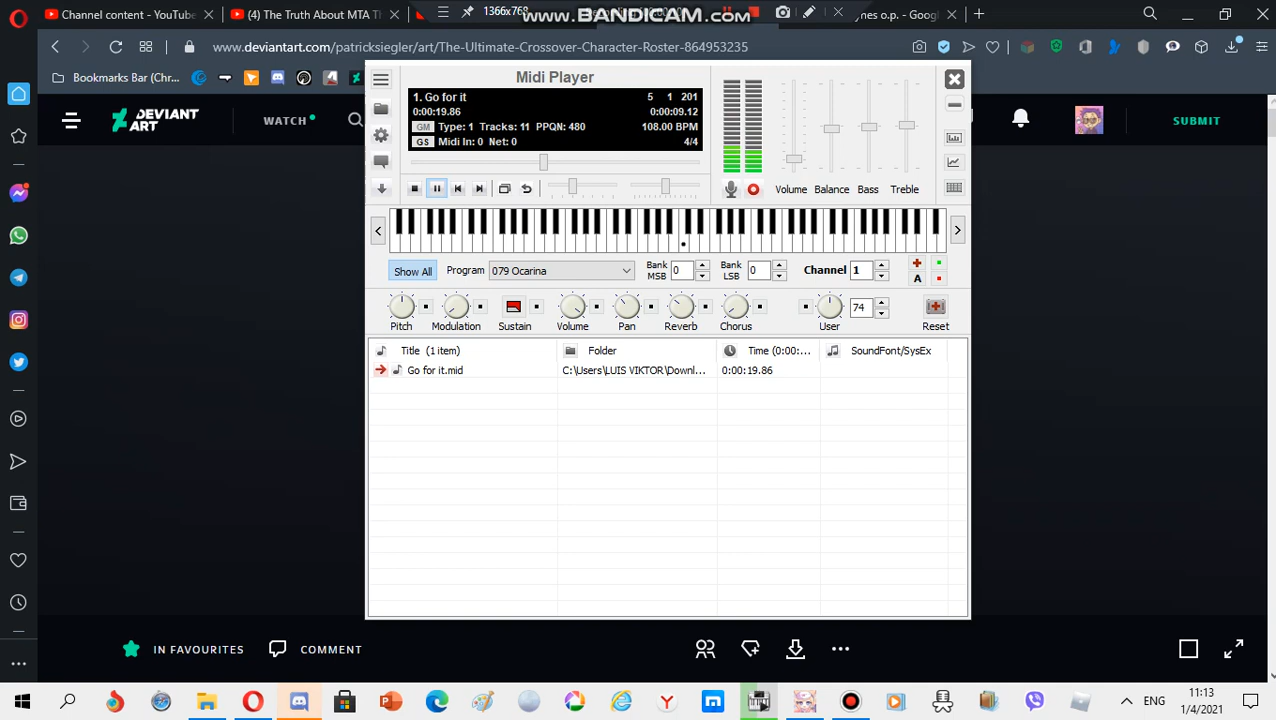 Channel content - YouTube
(4) The Truth About MTA Th
1366x768
www.BANDICAM.com
nes o.p. - Googl
www.deviantart.com/patricksiegler/art/The-Ultimate-Crossover-Character-Roster-864953235
Bookmarks Bar (Chr...
DEVIANT ART
WATCH
SUBMIT
Midi Player
1. Go for it 5 1 201
0:00:19.86 0:00:09.12
GM Type: 1 Tracks: 11 PPQN: 480 108.00 BPM
GS Midi In: 0 Net: 0 4/4
Volume Balance Bass Treble
Show All Program 079 Ocarina Bank MSB 0 Bank LSB 0 Channel 1
A
Pitch Modulation Sustain Volume Pan Reverb Chorus User 74 Reset
Title (1 item) Folder Time (0:00:... SoundFont/SysEx
Go for it.mid C:\Users\LUIS VIKTOR\Downl... 0:00:19.86
IN FAVOURITES COMMENT
ENG
11:13
1/4/2021